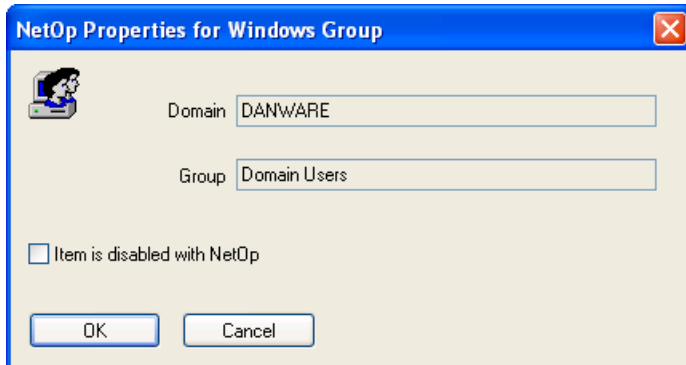 NetOp Properties for Windows Group
Domain DANWARE
Group Domain Users
Item is disabled with NetOp
OK Cancel